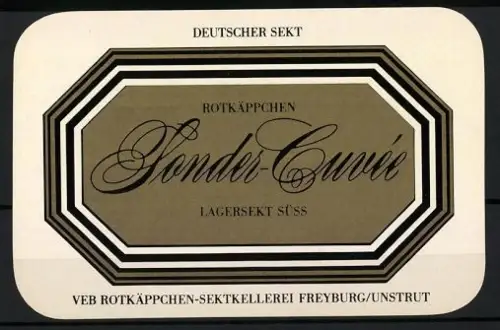 DEUTSCHER SEKT
ROTKÄPPCHEN
Sonder-Cuvée
LAGERSEKT SÜSS
VEB ROTKÄPPCHEN-SEKTKELLEREI FREYBURG/UNSTRUT